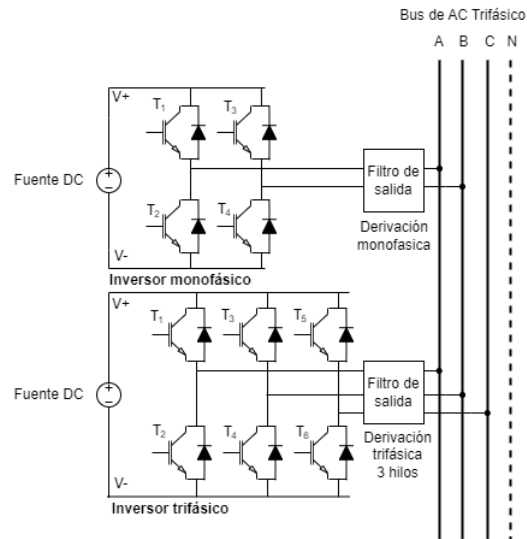 Bus de AC Trifásico
A B C N
V+
T1 T3
Fuente DC
Filtro de
salida
T2 T4
Derivación
monofasica
V-
Inversor monofásico
V+
T1 T3 T5
Fuente DC
Filtro de
salida
T2 T4 T6
Derivación
trifásica
3 hilos
V-
Inversor trifásico